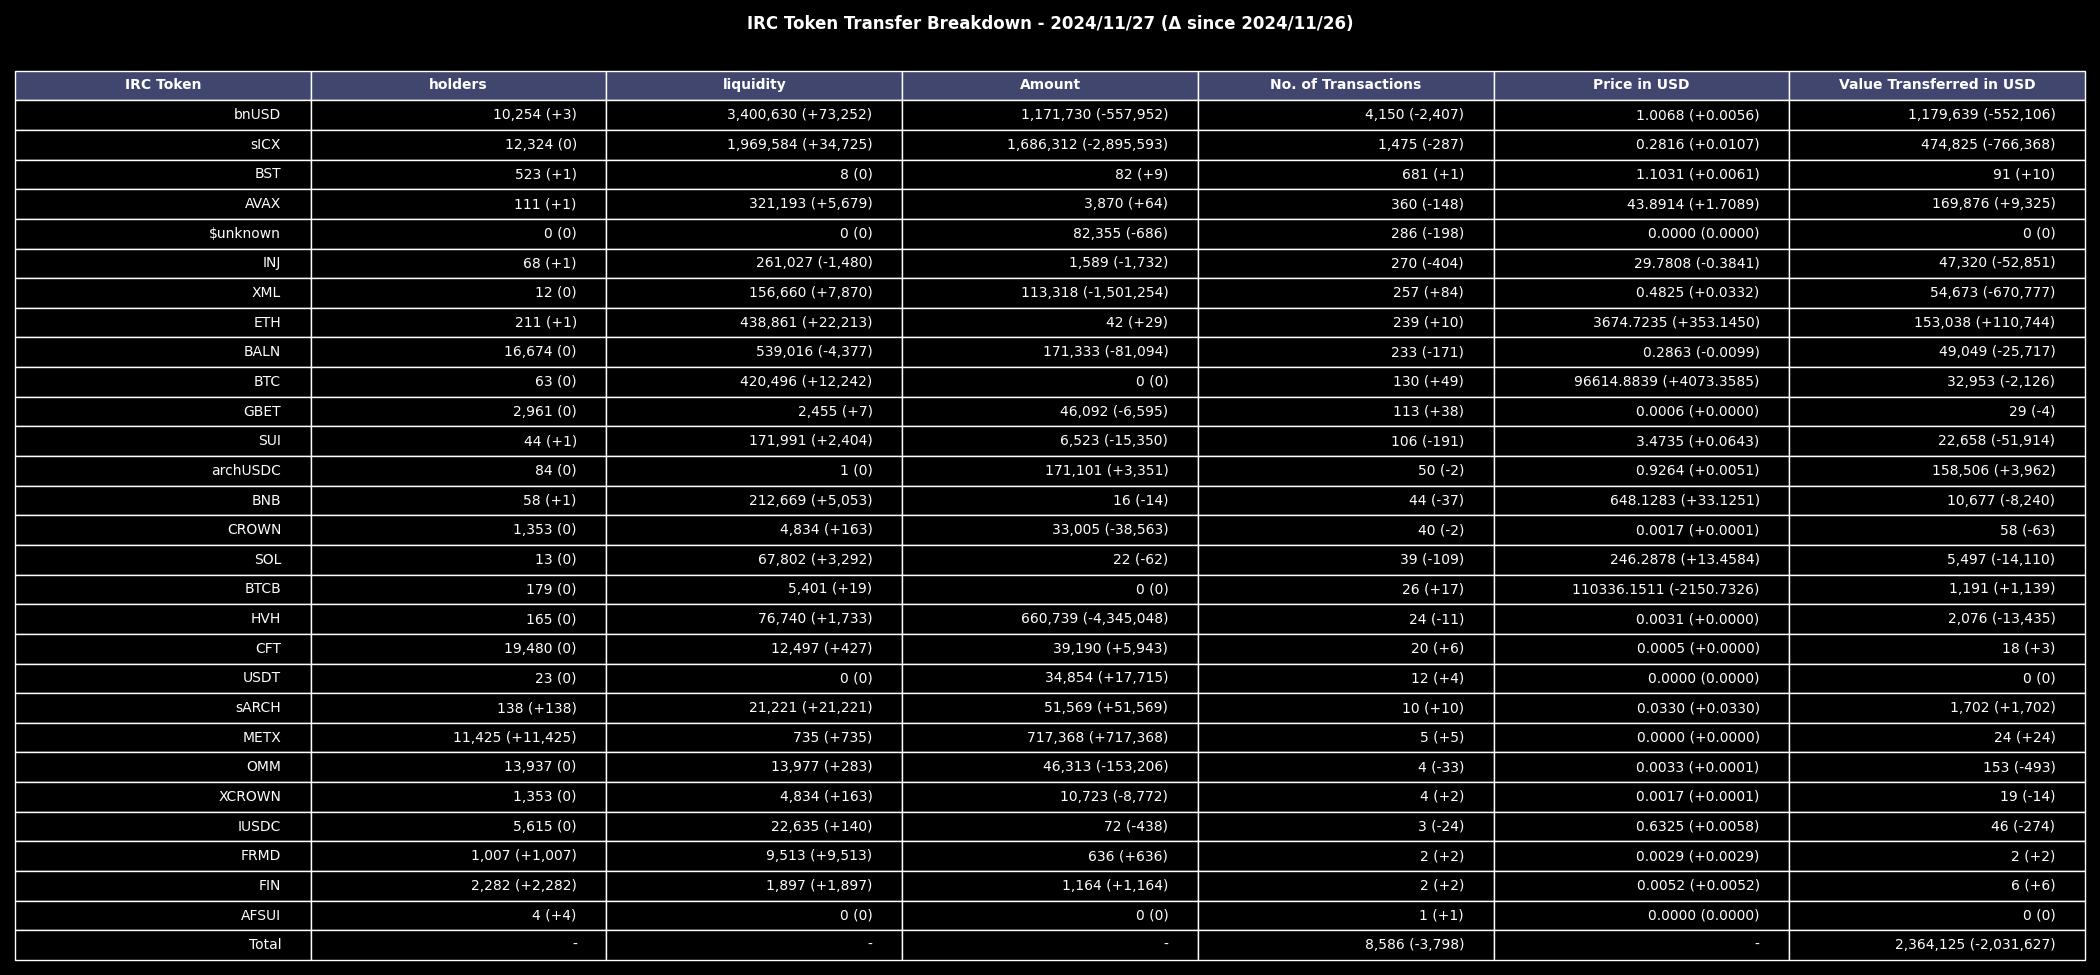 IRC Token Transfer Breakdown - 2024/11/27 (Δ since 2024/11/26)
IRC Token holders liquidity Amount No. of Transactions Price in USD Value Transferred in USD
bnUSD 10,254 (+3) 3,400,630 (+73,252) 1,171,730 (-557,952) 4,150 (-2,407) 1.0068 (+0.0056) 1,179,639 (-552,106)
sICX 12,324 (0) 1,969,584 (+34,725) 1,686,312 (-2,895,593) 1,475 (-287) 0.2816 (+0.0107) 474,825 (-766,368)
BST 523 (+1) 8 (0) 82 (+9) 681 (+1) 1.1031 (+0.0061) 91 (+10)
AVAX 111 (+1) 321,193 (+5,679) 3,870 (+64) 360 (-148) 43.8914 (+1.7089) 169,876 (+9,325)
$unknown 0 (0) 0 (0) 82,355 (-686) 286 (-198) 0.0000 (0.0000) 0 (0)
INJ 68 (+1) 261,027 (-1,480) 1,589 (-1,732) 270 (-404) 29.7808 (-0.3841) 47,320 (-52,851)
XML 12 (0) 156,660 (+7,870) 113,318 (-1,501,254) 257 (+84) 0.4825 (+0.0332) 54,673 (-670,777)
ETH 211 (+1) 438,861 (+22,213) 42 (+29) 239 (+10) 3674.7235 (+353.1450) 153,038 (+110,744)
BALN 16,674 (0) 539,016 (-4,377) 171,333 (-81,094) 233 (-171) 0.2863 (-0.0099) 49,049 (-25,717)
BTC 63 (0) 420,496 (+12,242) 0 (0) 130 (+49) 96614.8839 (+4073.3585) 32,953 (-2,126)
GBET 2,961 (0) 2,455 (+7) 46,092 (-6,595) 113 (+38) 0.0006 (+0.0000) 29 (-4)
SUI 44 (+1) 171,991 (+2,404) 6,523 (-15,350) 106 (-191) 3.4735 (+0.0643) 22,658 (-51,914)
archUSDC 84 (0) 1 (0) 171,101 (+3,351) 50 (-2) 0.9264 (+0.0051) 158,506 (+3,962)
BNB 58 (+1) 212,669 (+5,053) 16 (-14) 44 (-37) 648.1283 (+33.1251) 10,677 (-8,240)
CROWN 1,353 (0) 4,834 (+163) 33,005 (-38,563) 40 (-2) 0.0017 (+0.0001) 58 (-63)
SOL 13 (0) 67,802 (+3,292) 22 (-62) 39 (-109) 246.2878 (+13.4584) 5,497 (-14,110)
BTCB 179 (0) 5,401 (+19) 0 (0) 26 (+17) 110336.1511 (-2150.7326) 1,191 (+1,139)
HVH 165 (0) 76,740 (+1,733) 660,739 (-4,345,048) 24 (-11) 0.0031 (+0.0000) 2,076 (-13,435)
CFT 19,480 (0) 12,497 (+427) 39,190 (+5,943) 20 (+6) 0.0005 (+0.0000) 18 (+3)
USDT 23 (0) 0 (0) 34,854 (+17,715) 12 (+4) 0.0000 (0.0000) 0 (0)
sARCH 138 (+138) 21,221 (+21,221) 51,569 (+51,569) 10 (+10) 0.0330 (+0.0330) 1,702 (+1,702)
METX 11,425 (+11,425) 735 (+735) 717,368 (+717,368) 5 (+5) 0.0000 (+0.0000) 24 (+24)
OMM 13,937 (0) 13,977 (+283) 46,313 (-153,206) 4 (-33) 0.0033 (+0.0001) 153 (-493)
XCROWN 1,353 (0) 4,834 (+163) 10,723 (-8,772) 4 (+2) 0.0017 (+0.0001) 19 (-14)
IUSDC 5,615 (0) 22,635 (+140) 72 (-438) 3 (-24) 0.6325 (+0.0058) 46 (-274)
FRMD 1,007 (+1,007) 9,513 (+9,513) 636 (+636) 2 (+2) 0.0029 (+0.0029) 2 (+2)
FIN 2,282 (+2,282) 1,897 (+1,897) 1,164 (+1,164) 2 (+2) 0.0052 (+0.0052) 6 (+6)
AFSUI 4 (+4) 0 (0) 0 (0) 1 (+1) 0.0000 (0.0000) 0 (0)
Total - - - 8,586 (-3,798) - 2,364,125 (-2,031,627)